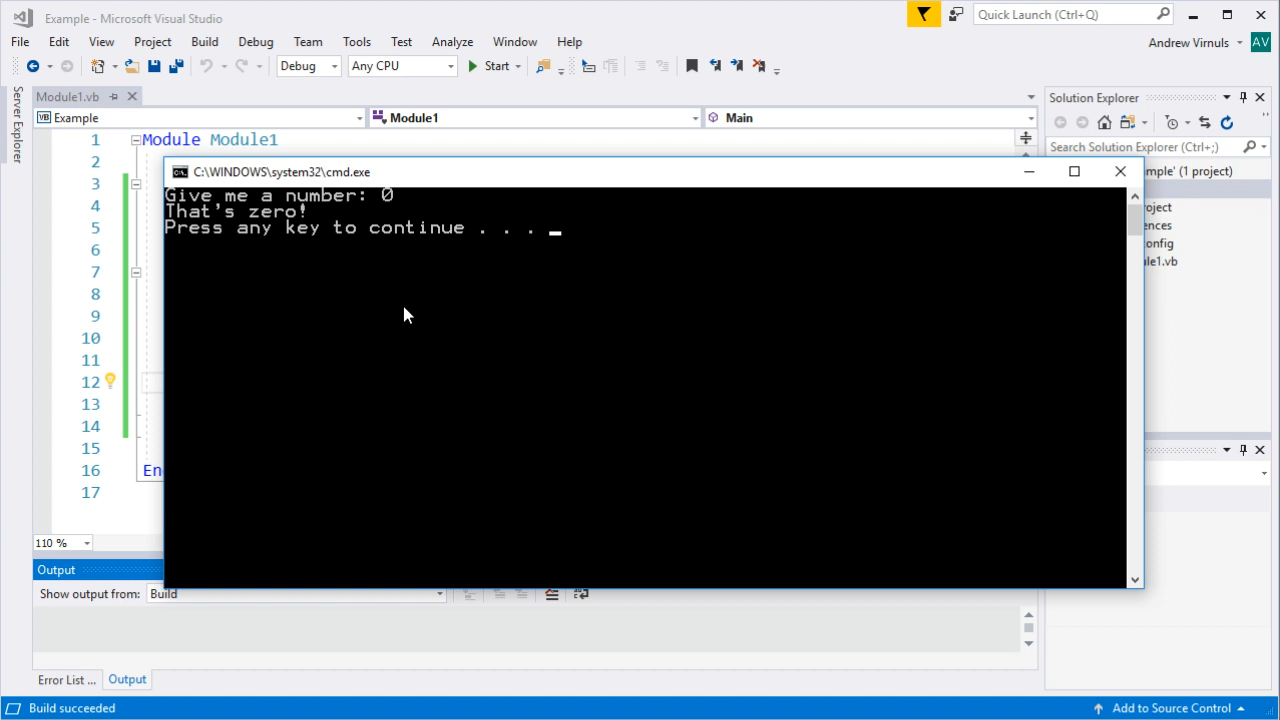 Example - Microsoft Visual Studio
Quick Launch (Ctrl+Q)
File Edit View Project Build Debug Team Tools Test Analyze Window Help
Andrew Virnuls AV
Debug Any CPU Start
Server Explorer
Module1.vb
Example Module1 Main
Solution Explorer
Search Solution Explorer (Ctrl+;)
1 Module Module1
2
3
4
5
6
7
8
9
10
11
12
13
14
15
16 En
17
C:\WINDOWS\system32\cmd.exe
Give me a number: 0
That's zero!
Press any key to continue . . . _
mple' (1 project)
oject
ences
onfig
le1.vb
110 %
Output
Show output from: Build
Error List ... Output
Build succeeded
Add to Source Control